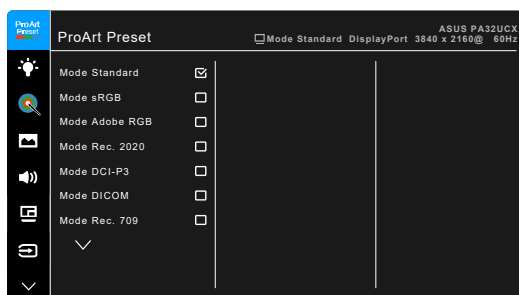 ProArt
Preset
ProArt Preset
ASUS PA32UCX
Mode Standard DisplayPort 3840 x 2160@ 60Hz
Mode Standard
Mode sRGB
Mode Adobe RGB
Mode Rec. 2020
Mode DCI-P3
Mode DICOM
Mode Rec. 709